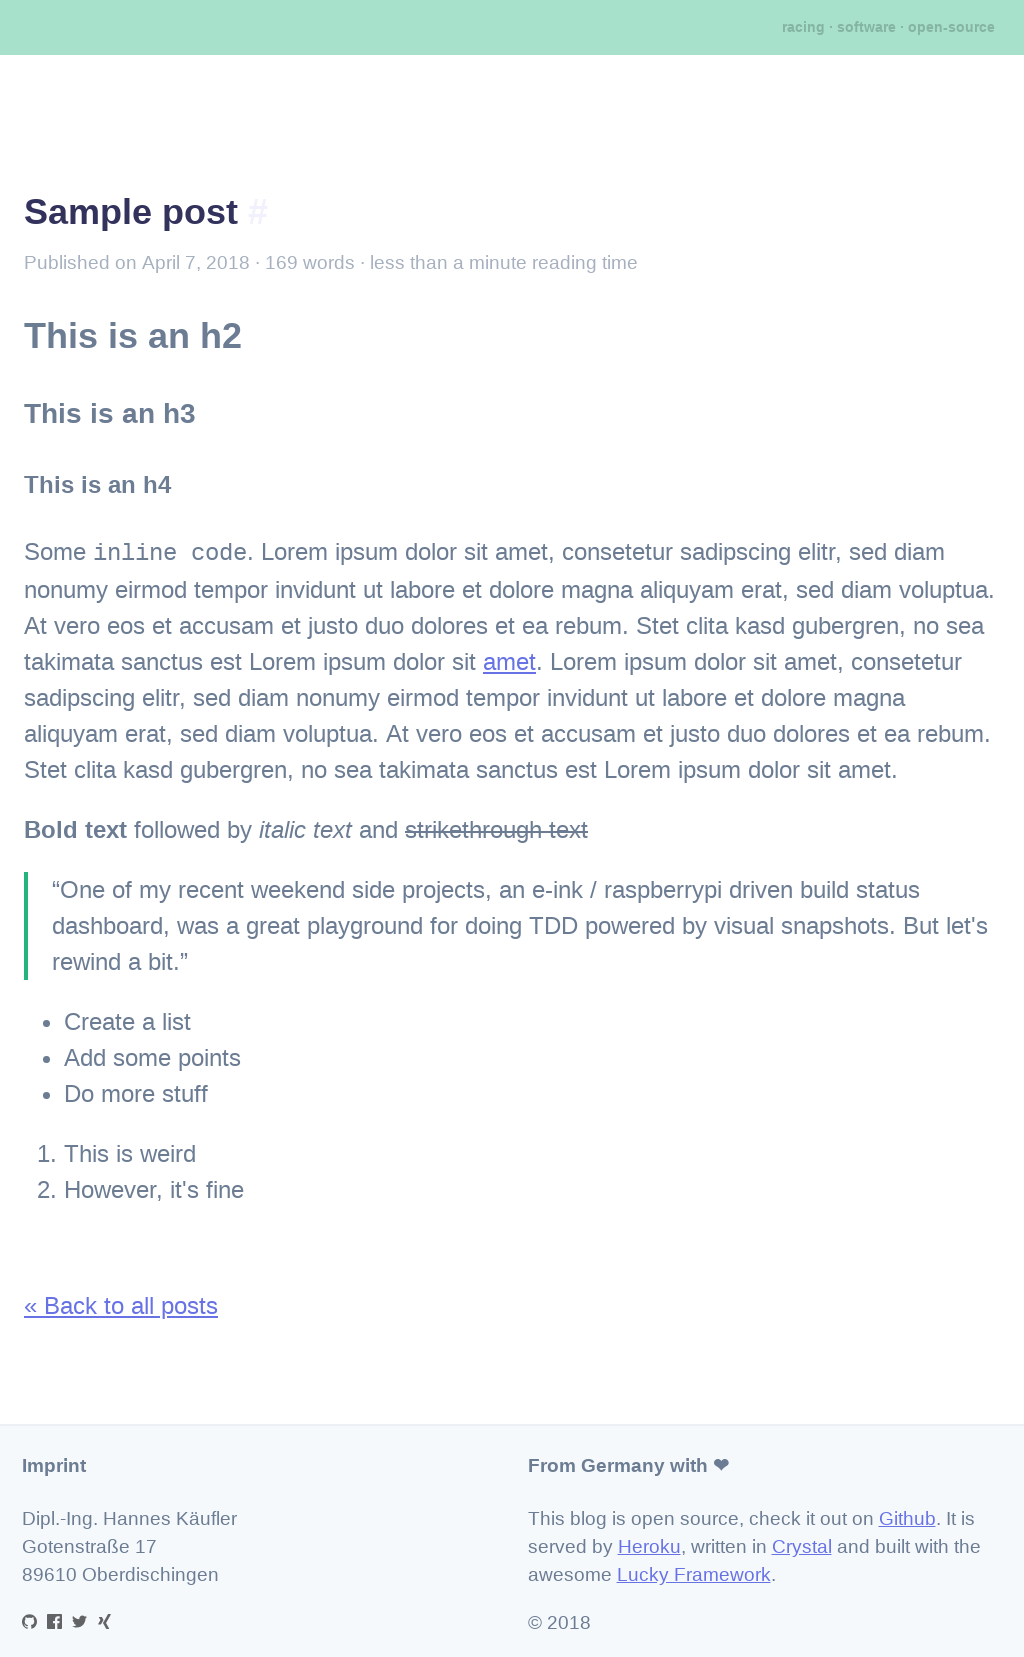 racing · software · open-source
Sample post #
Published on April 7, 2018 · 169 words · less than a minute reading time
This is an h2
This is an h3
This is an h4
Some inline code. Lorem ipsum dolor sit amet, consetetur sadipscing elitr, sed diam
nonumy eirmod tempor invidunt ut labore et dolore magna aliquyam erat, sed diam voluptua.
At vero eos et accusam et justo duo dolores et ea rebum. Stet clita kasd gubergren, no sea
takimata sanctus est Lorem ipsum dolor sit amet. Lorem ipsum dolor sit amet, consetetur
sadipscing elitr, sed diam nonumy eirmod tempor invidunt ut labore et dolore magna
aliquyam erat, sed diam voluptua. At vero eos et accusam et justo duo dolores et ea rebum.
Stet clita kasd gubergren, no sea takimata sanctus est Lorem ipsum dolor sit amet.
Bold text followed by italic text and strikethrough text
“One of my recent weekend side projects, an e-ink / raspberrypi driven build status
dashboard, was a great playground for doing TDD powered by visual snapshots. But let's
rewind a bit.”
• Create a list
• Add some points
• Do more stuff
1. This is weird
2. However, it's fine
« Back to all posts
Imprint
Dipl.-Ing. Hannes Käufler
Gotenstraße 17
89610 Oberdischingen
From Germany with ❤
This blog is open source, check it out on Github. It is
served by Heroku, written in Crystal and built with the
awesome Lucky Framework.
© 2018